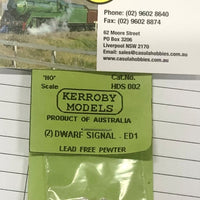 Phone: (02) 9602 8640
Fax: (02) 9602 8874
62 Moore Street
PO Box 3206
Liverpool NSW 2170
Email: sales@casulahobbies.com.au
www.casulahobbies.com.au
"HO" Cat.No.
Scale HDS 002
KERROBY
MODELS
PRODUCT OF AUSTRALIA
(2) DWARF SIGNAL - ED1
LEAD FREE PEWTER